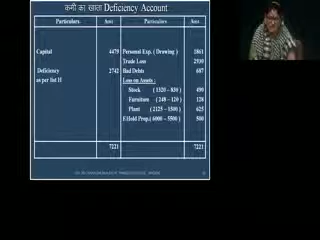 कमी का खाता Deficiency Account
Particulars Amt Particulars Amt
Capital 4479 Personal Exp. ( Drawing ) 1861
Trade Loss 2930
Deficiency 2742 Bad Debts 687
as per list H Loss on Assets :
Stock ( 1320 – 830 ) 490
Furniture ( 248 – 120 ) 128
Plant ( 2125 – 1500 ) 625
F.Hold Prop.( 6000 – 5500 ) 500
7221 7221